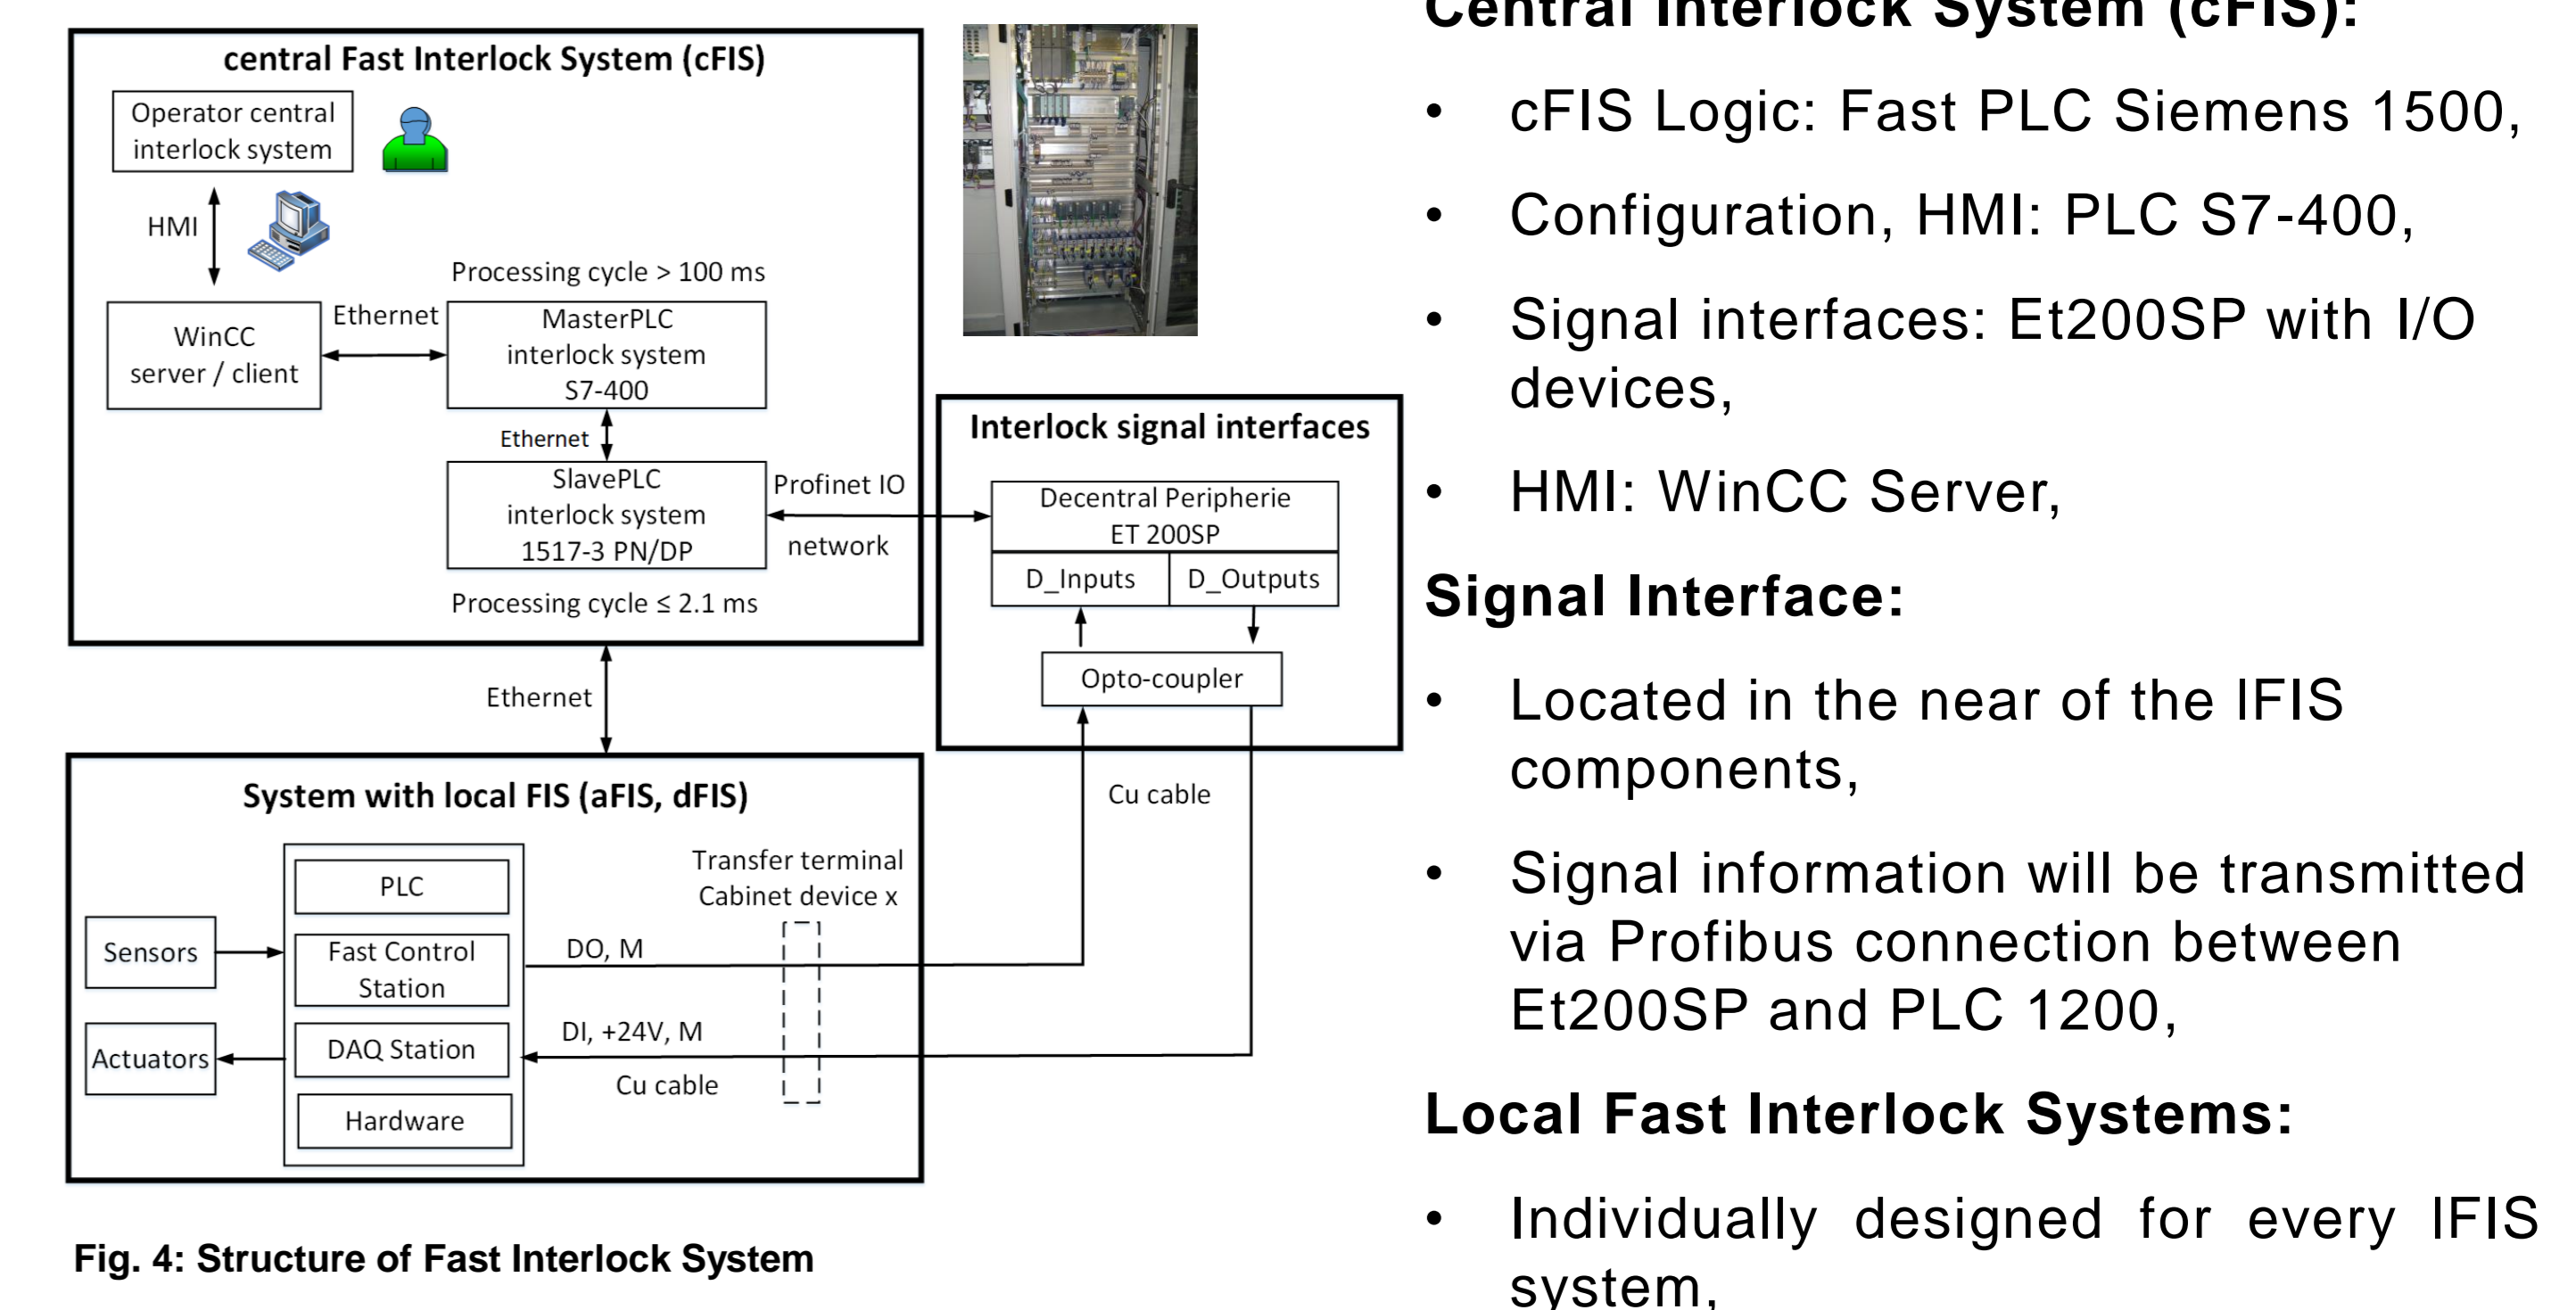 central Fast Interlock System (cFIS)
Operator central
interlock system
HMI
Processing cycle > 100 ms
WinCC
server / client
Ethernet
MasterPLC
interlock system
S7-400
Ethernet
SlavePLC
interlock system
1517-3 PN/DP
Profinet IO
network
Processing cycle ≤ 2.1 ms
Interlock signal interfaces
Decentral Peripherie
ET 200SP
D_Inputs
D_Outputs
Opto-coupler
Ethernet
Cu cable
System with local FIS (aFIS, dFIS)
Sensors
Actuators
PLC
Fast Control
Station
DAQ Station
Hardware
Transfer terminal
Cabinet device x
DO, M
DI, +24V, M
Cu cable
Fig. 4: Structure of Fast Interlock System
Central Interlock System (cFIS):
• cFIS Logic: Fast PLC Siemens 1500,
• Configuration, HMI: PLC S7-400,
• Signal interfaces: Et200SP with I/O
devices,
• HMI: WinCC Server,
Signal Interface:
• Located in the near of the IFIS
components,
• Signal information will be transmitted
via Profibus connection between
Et200SP and PLC 1200,
Local Fast Interlock Systems:
• Individually designed for every IFIS
system,